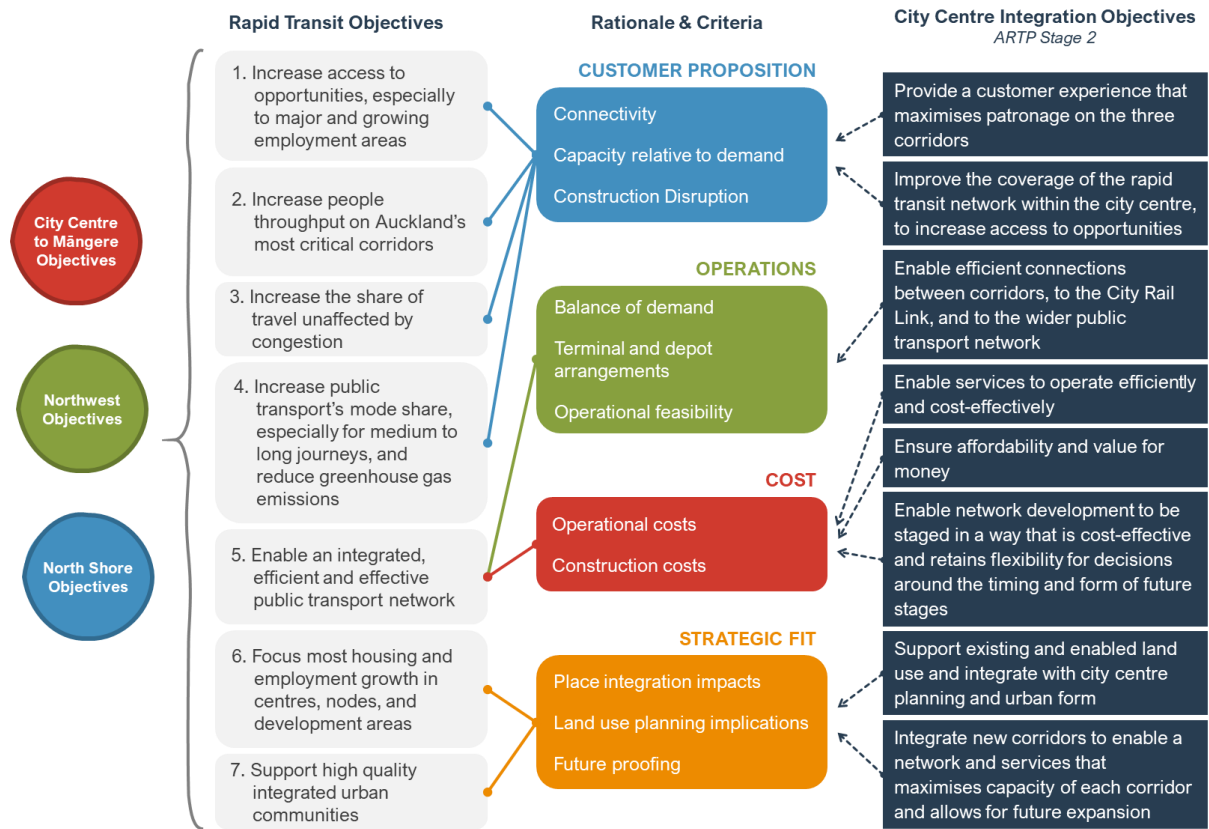 Rapid Transit Objectives
Rationale & Criteria
City Centre Integration Objectives
ARTP Stage 2
City Centre
to Māngere
Objectives
Northwest
Objectives
North Shore
Objectives
1. Increase access to
opportunities, especially
to major and growing
employment areas
2. Increase people
throughput on Auckland’s
most critical corridors
3. Increase the share of
travel unaffected by
congestion
4. Increase public
transport’s mode share,
especially for medium to
long journeys, and
reduce greenhouse gas
emissions
5. Enable an integrated,
efficient and effective
public transport network
6. Focus most housing and
employment growth in
centres, nodes, and
development areas
7. Support high quality
integrated urban
communities
CUSTOMER PROPOSITION
Connectivity
Capacity relative to demand
Construction Disruption
OPERATIONS
Balance of demand
Terminal and depot
arrangements
Operational feasibility
COST
Operational costs
Construction costs
STRATEGIC FIT
Place integration impacts
Land use planning implications
Future proofing
Provide a customer experience that
maximises patronage on the three
corridors
Improve the coverage of the rapid
transit network within the city centre,
to increase access to opportunities
Enable efficient connections
between corridors, to the City Rail
Link, and to the wider public
transport network
Enable services to operate efficiently
and cost-effectively
Ensure affordability and value for
money
Enable network development to be
staged in a way that is cost-effective
and retains flexibility for decisions
around the timing and form of future
stages
Support existing and enabled land
use and integrate with city centre
planning and urban form
Integrate new corridors to enable a
network and services that
maximises capacity of each corridor
and allows for future expansion